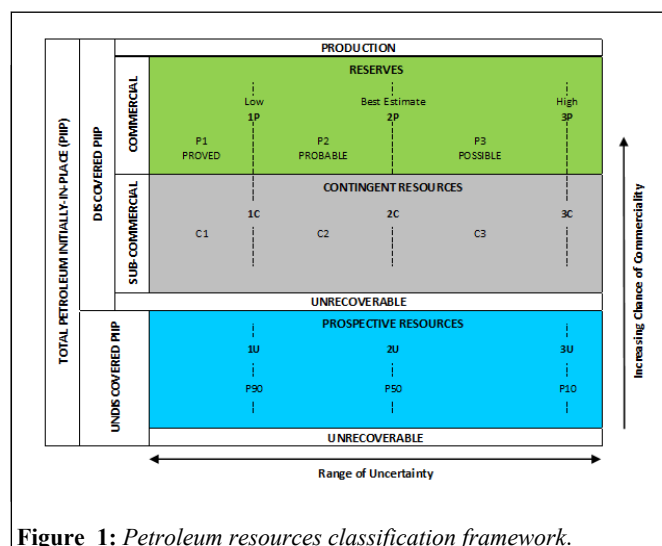 TOTAL PETROLEUM INITIALLY-IN-PLACE (PIIP)
DISCOVERED PIIP
UNDISCOVERED PIIP
COMMERCIAL
SUB-COMMERCIAL
PRODUCTION
RESERVES
Low Best Estimate High
1P 2P 3P
P1 P2 P3
PROVED PROBABLE POSSIBLE
CONTINGENT RESOURCES
1C 2C 3C
C1 C2 C3
UNRECOVERABLE
PROSPECTIVE RESOURCES
1U 2U 3U
P90 P50 P10
UNRECOVERABLE
Range of Uncertainty
Increasing Chance of Commerciality
Figure 1: Petroleum resources classification framework.